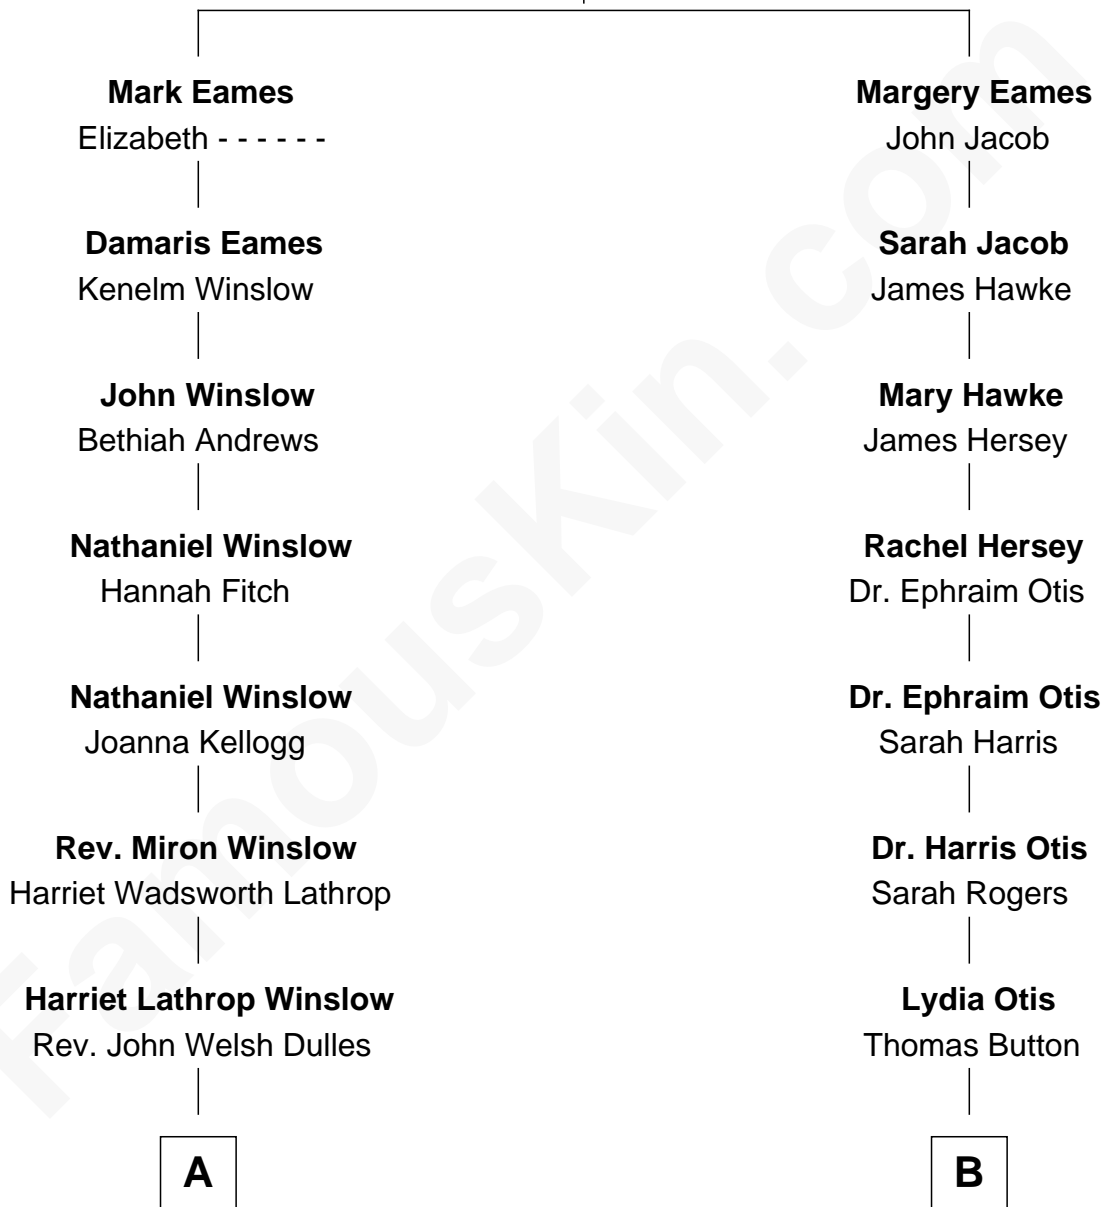 Mark Eames
Elizabeth - - - - - -
Damaris Eames
Kenelm Winslow
John Winslow
Bethiah Andrews
Nathaniel Winslow
Hannah Fitch
Nathaniel Winslow
Joanna Kellogg
Rev. Miron Winslow
Harriet Wadsworth Lathrop
Harriet Lathrop Winslow
Rev. John Welsh Dulles
A
Margery Eames
John Jacob
Sarah Jacob
James Hawke
Mary Hawke
James Hersey
Rachel Hersey
Dr. Ephraim Otis
Dr. Ephraim Otis
Sarah Harris
Dr. Harris Otis
Sarah Rogers
Lydia Otis
Thomas Button
B
FamousKin.com